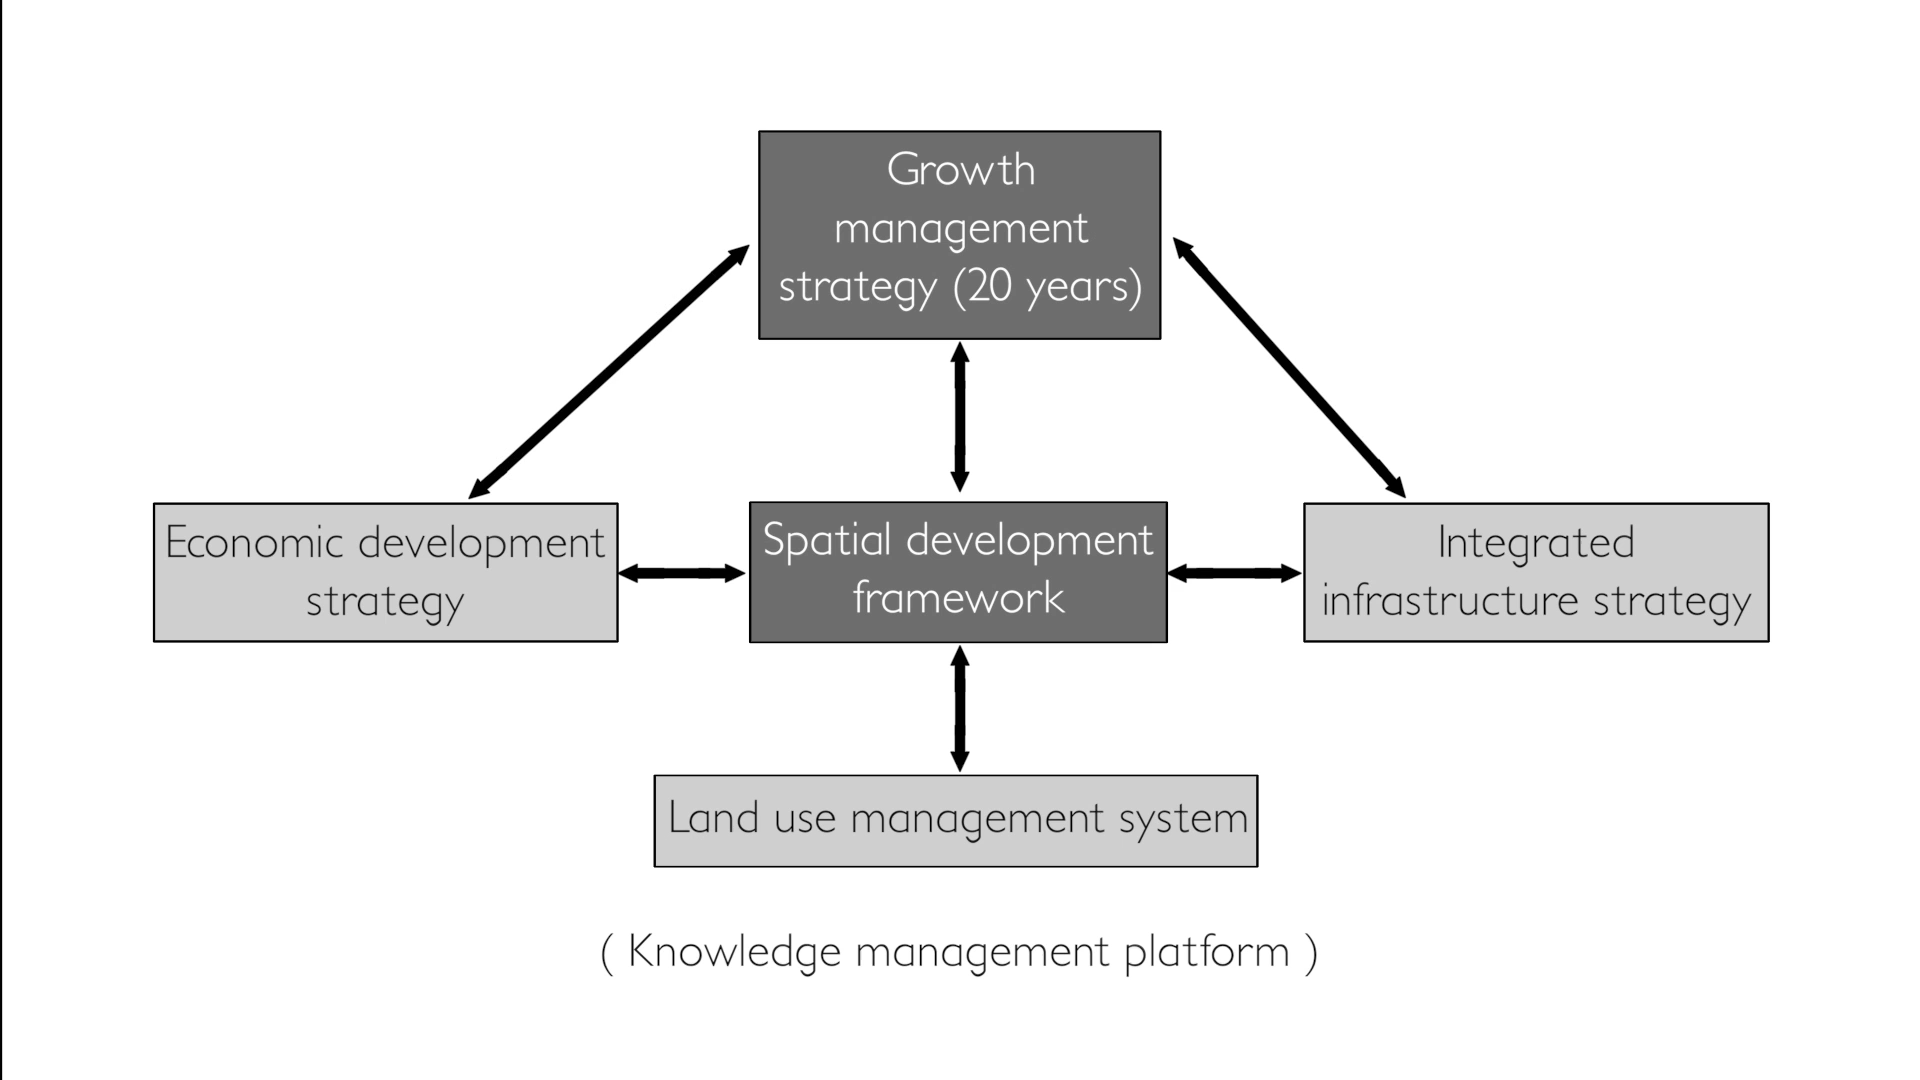 Growth
management
strategy (20 years)
Economic development
strategy
Spatial development
framework
Integrated
infrastructure strategy
Land use management system
( Knowledge management platform )